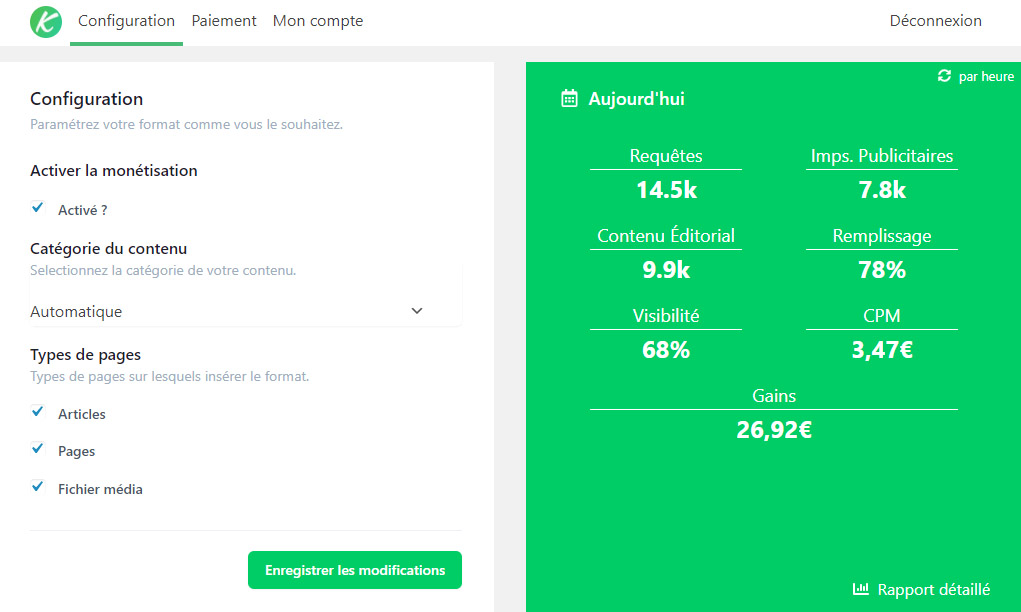 Configuration
Paiement
Mon compte
Déconnexion
Configuration
Paramétrez votre format comme vous le souhaitez.
Activer la monétisation
Activé ?
Catégorie du contenu
Selectionnez la catégorie de votre contenu.
Automatique
Types de pages
Types de pages sur lesquels insérer le format.
Articles
Pages
Fichier média
Enregistrer les modifications
par heure
Aujourd'hui
Requêtes
14.5k
Imps. Publicitaires
7.8k
Contenu Éditorial
9.9k
Remplissage
78%
Visibilité
68%
CPM
3,47€
Gains
26,92€
Rapport détaillé